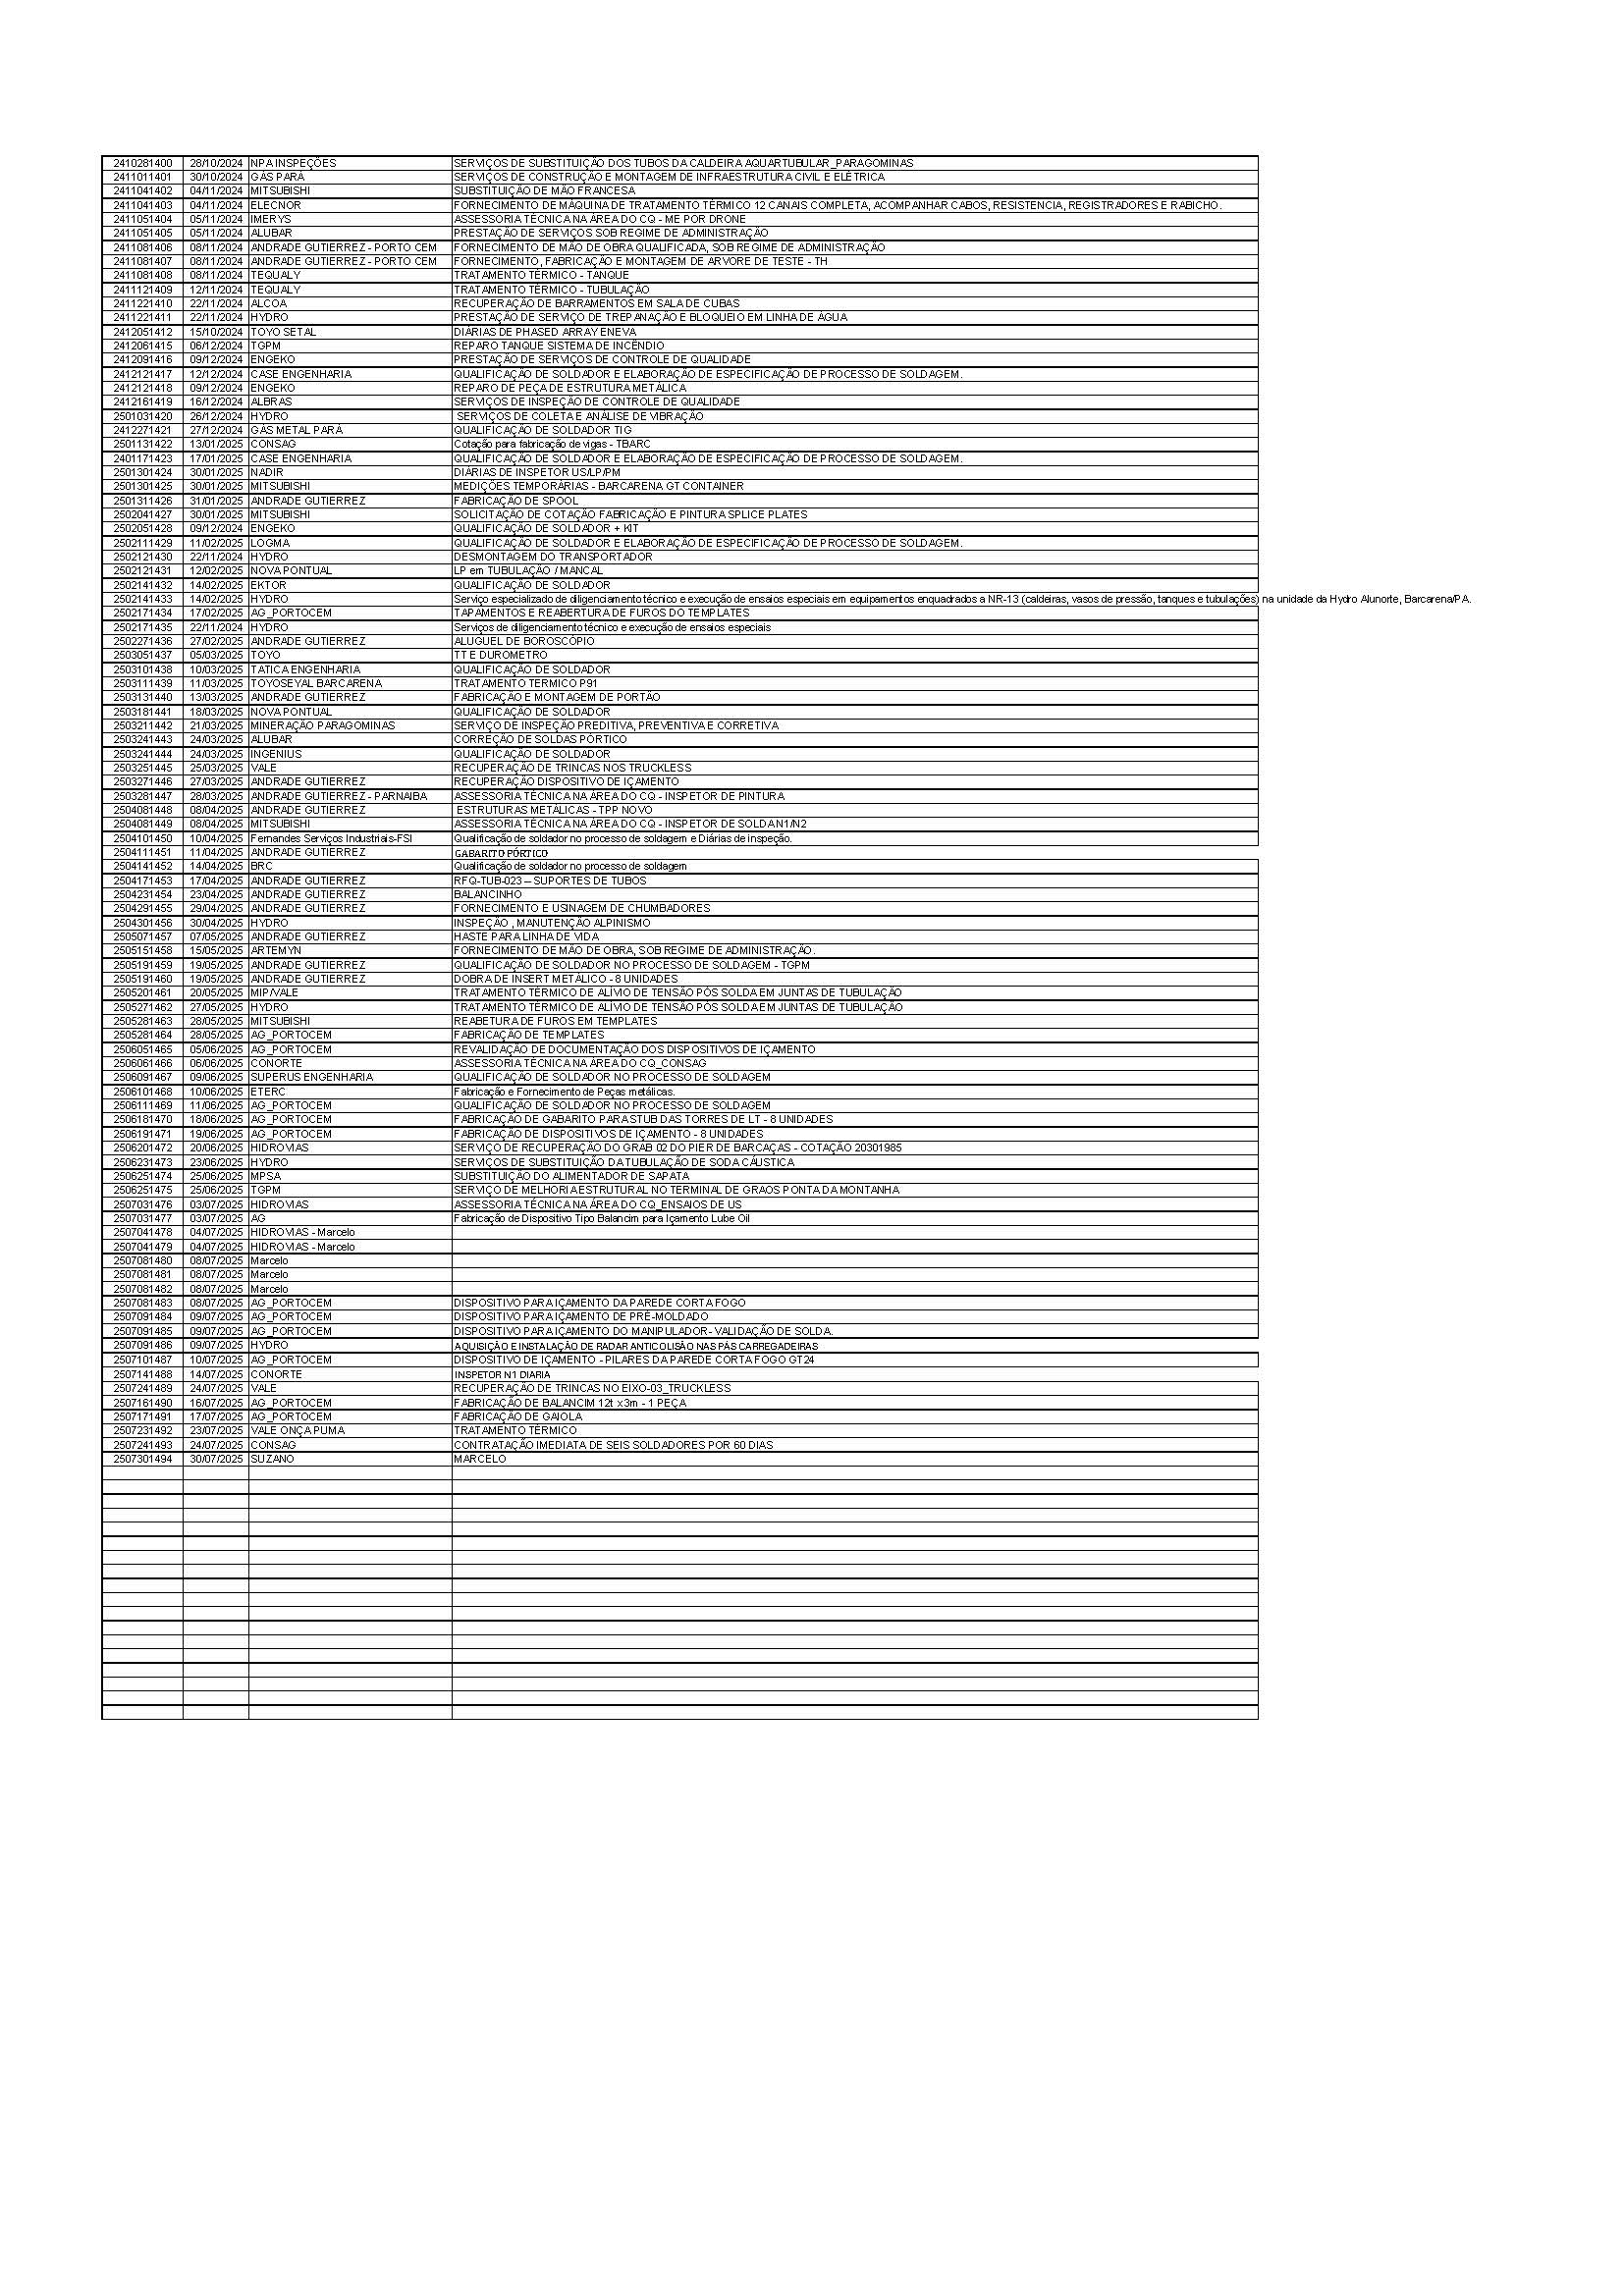 2410281400 28/10/2024 NPA INSPEÇÕES SERVIÇOS DE SUBSTITUIÇÃO DOS TUBOS DA CALDEIRA AQUARTUBULAR_PARAGOMINAS
2411011401 30/10/2024 GÁS PARÁ SERVIÇOS DE CONSTRUÇÃO E MONTAGEM DE INFRAESTRUTURA CIVIL E ELÉTRICA
2411041402 04/11/2024 MITSUBISHI SUBSTITUIÇÃO DE MÃO FRANCESA
2411041403 04/11/2024 ELECNOR FORNECIMENTO DE MÁQUINA DE TRATAMENTO TÉRMICO 12 CANAIS COMPLETA, ACOMPANHAR CABOS, RESISTENCIA, REGISTRADORES E RABICHO.
2411051404 05/11/2024 IMERYS ASSESSORIA TÉCNICA NA ÁREA DO CQ - ME POR DRONE
2411051405 05/11/2024 ALUBAR PRESTAÇÃO DE SERVIÇOS SOB REGIME DE ADMINISTRAÇÃO
2411081406 08/11/2024 ANDRADE GUTIERREZ - PORTO CEM FORNECIMENTO DE MÃO DE OBRA QUALIFICADA, SOB REGIME DE ADMINISTRAÇÃO
2411081407 08/11/2024 ANDRADE GUTIERREZ - PORTO CEM FORNECIMENTO, FABRICAÇÃO E MONTAGEM DE ARVORE DE TESTE - TH
2411081408 08/11/2024 TEQUALY TRATAMENTO TÉRMICO - TANQUE
2411121409 12/11/2024 TEQUALY TRATAMENTO TÉRMICO - TUBULAÇÃO
2411221410 22/11/2024 ALCOA RECUPERAÇÃO DE BARRAMENTOS EM SALA DE CUBAS
2411221411 22/11/2024 HYDRO PRESTAÇÃO DE SERVIÇO DE TREPANAÇÃO E BLOQUEIO EM LINHA DE ÁGUA
2412051412 15/10/2024 TOYO SETAL DIÁRIAS DE PHASED ARRAY ENEVA
2412061415 06/12/2024 TGPM REPARO TANQUE SISTEMA DE INCÊNDIO
2412091416 09/12/2024 ENGEKO PRESTAÇÃO DE SERVIÇOS DE CONTROLE DE QUALIDADE
2412121417 12/12/2024 CASE ENGENHARIA QUALIFICAÇÃO DE SOLDADOR E ELABORAÇÃO DE ESPECIFICAÇÃO DE PROCESSO DE SOLDAGEM.
2412121418 09/12/2024 ENGEKO REPARO DE PEÇA DE ESTRUTURA METÁLICA
2412161419 16/12/2024 ALBRAS SERVIÇOS DE INSPEÇÃO DE CONTROLE DE QUALIDADE
2501031420 26/12/2024 HYDRO SERVIÇOS DE COLETA E ANÁLISE DE VIBRAÇÃO
2412271421 27/12/2024 GÁS METAL PARÁ QUALIFICAÇÃO DE SOLDADOR TIG
2501131422 13/01/2025 CONSAG Cotação para fabricação de vigas - TBARC
2401171423 17/01/2025 CASE ENGENHARIA QUALIFICAÇÃO DE SOLDADOR E ELABORAÇÃO DE ESPECIFICAÇÃO DE PROCESSO DE SOLDAGEM.
2501301424 30/01/2025 NADIR DIÁRIAS DE INSPETOR US/LP/PM
2501301425 30/01/2025 MITSUBISHI MEDIÇÕES TEMPORÁRIAS - BARCARENA GT CONTAINER
2501311426 31/01/2025 ANDRADE GUTIERREZ FABRICAÇÃO DE SPOOL
2502041427 30/01/2025 MITSUBISHI SOLICITAÇÃO DE COTAÇÃO FABRICAÇÃO E PINTURA SPLICE PLATES
2502051428 09/12/2024 ENGEKO QUALIFICAÇÃO DE SOLDADOR + KIT
2502111429 11/02/2025 LOGMA QUALIFICAÇÃO DE SOLDADOR E ELABORAÇÃO DE ESPECIFICAÇÃO DE PROCESSO DE SOLDAGEM.
2502121430 22/11/2024 HYDRO DESMONTAGEM DO TRANSPORTADOR
2502121431 12/02/2025 NOVA PONTUAL LP em TUBULAÇÃO / MANCAL
2502141432 14/02/2025 EKTOR QUALIFICAÇÃO DE SOLDADOR
2502141433 14/02/2025 HYDRO Serviço especializado de diligenciamento técnico e execução de ensaios especiais em equipamentos enquadrados a NR-13 (caldeiras, vasos de pressão, tanques e tubulações) na unidade da Hydro Alunorte, Barcarena/PA.
2502171434 17/02/2025 AG_PORTOCEM TAPAMENTOS E REABERTURA DE FUROS DO TEMPLATES
2502171435 22/11/2024 HYDRO Serviços de diligenciamento técnico e execução de ensaios especiais
2502271436 27/02/2025 ANDRADE GUTIERREZ ALUGUEL DE BOROSCÓPIO
2503051437 05/03/2025 TOYO TT E DUROMETRO
2503101438 10/03/2025 TATICA ENGENHARIA QUALIFICAÇÃO DE SOLDADOR
2503111439 11/03/2025 TOYOSEYAL BARCARENA TRATAMENTO TERMICO P91
2503131440 13/03/2025 ANDRADE GUTIERREZ FABRICAÇÃO E MONTAGEM DE PORTÃO
2503181441 18/03/2025 NOVA PONTUAL QUALIFICAÇÃO DE SOLDADOR
2503211442 21/03/2025 MINERAÇÃO PARAGOMINAS SERVIÇO DE INSPEÇÃO PREDITIVA, PREVENTIVA E CORRETIVA
2503241443 24/03/2025 ALUBAR CORREÇÃO DE SOLDAS PÓRTICO
2503241444 24/03/2025 INGENIUS QUALIFICAÇÃO DE SOLDADOR
2503251445 25/03/2025 VALE RECUPERAÇÃO DE TRINCAS NOS TRUCKLESS
2503271446 27/03/2025 ANDRADE GUTIERREZ RECUPERAÇÃO DISPOSITIVO DE IÇAMENTO
2503281447 28/03/2025 ANDRADE GUTIERREZ - PARNAIBA ASSESSORIA TÉCNICA NA ÁREA DO CQ - INSPETOR DE PINTURA
2504081448 08/04/2025 ANDRADE GUTIERREZ ESTRUTURAS METÁLICAS - TPP NOVO
2504081449 08/04/2025 MITSUBISHI ASSESSORIA TÉCNICA NA ÁREA DO CQ - INSPETOR DE SOLDA N1/N2
2504101450 10/04/2025 Fernandes Serviços Industriais-FSI Qualificação de soldador no processo de soldagem e Diárias de inspeção.
2504111451 11/04/2025 ANDRADE GUTIERREZ GABARITO PÓRTICO
2504141452 14/04/2025 BRC Qualificação de soldador no processo de soldagem
2504171453 17/04/2025 ANDRADE GUTIERREZ RFQ-TUB-023 – SUPORTES DE TUBOS
2504231454 23/04/2025 ANDRADE GUTIERREZ BALANCINHO
2504291455 29/04/2025 ANDRADE GUTIERREZ FORNECIMENTO E USINAGEM DE CHUMBADORES
2504301456 30/04/2025 HYDRO INSPEÇÃO , MANUTENÇÃO ALPINISMO
2505071457 07/05/2025 ANDRADE GUTIERREZ HASTE PARA LINHA DE VIDA
2505151458 15/05/2025 ARTEMYN FORNECIMENTO DE MÃO DE OBRA, SOB REGIME DE ADMINISTRAÇÃO.
2505191459 19/05/2025 ANDRADE GUTIERREZ QUALIFICAÇÃO DE SOLDADOR NO PROCESSO DE SOLDAGEM - TGPM
2505191460 19/05/2025 ANDRADE GUTIERREZ DOBRA DE INSERT METÁLICO - 8 UNIDADES
2505201461 20/05/2025 MIP/VALE TRATAMENTO TÉRMICO DE ALÍVIO DE TENSÃO PÓS SOLDA EM JUNTAS DE TUBULAÇÃO
2505271462 27/05/2025 HYDRO TRATAMENTO TÉRMICO DE ALÍVIO DE TENSÃO PÓS SOLDA EM JUNTAS DE TUBULAÇÃO
2505281463 28/05/2025 MITSUBISHI REABETURA DE FUROS EM TEMPLATES
2505281464 28/05/2025 AG_PORTOCEM FABRICAÇÃO DE TEMPLATES
2506051465 05/06/2025 AG_PORTOCEM REVALIDAÇÃO DE DOCUMENTAÇÃO DOS DISPOSITIVOS DE IÇAMENTO
2506061466 06/06/2025 CONORTE ASSESSORIA TÉCNICA NA ÁREA DO CQ_CONSAG
2506091467 09/06/2025 SUPERUS ENGENHARIA QUALIFICAÇÃO DE SOLDADOR NO PROCESSO DE SOLDAGEM
2506101468 10/06/2025 ETERC Fabricação e Fornecimento de Peças metálicas.
2506111469 11/06/2025 AG_PORTOCEM QUALIFICAÇÃO DE SOLDADOR NO PROCESSO DE SOLDAGEM
2506181470 18/06/2025 AG_PORTOCEM FABRICAÇÃO DE GABARITO PARA STUB DAS TORRES DE LT - 8 UNIDADES
2506191471 19/06/2025 AG_PORTOCEM FABRICAÇÃO DE DISPOSITIVOS DE IÇAMENTO - 8 UNIDADES
2506201472 20/06/2025 HIDROVIAS SERVIÇO DE RECUPERAÇÃO DO GRAB 02 DO PIER DE BARCAÇAS - COTAÇÃO 20301985
2506231473 23/06/2025 HYDRO SERVIÇOS DE SUBSTITUIÇÃO DA TUBULAÇÃO DE SODA CÁUSTICA
2506251474 25/06/2025 MPSA SUBSTITUIÇÃO DO ALIMENTADOR DE SAPATA
2506251475 25/06/2025 TGPM SERVIÇO DE MELHORIA ESTRUTURAL NO TERMINAL DE GRAOS PONTA DA MONTANHA
2507031476 03/07/2025 HIDROVIAS ASSESSORIA TÉCNICA NA ÁREA DO CQ_ENSAIOS DE US
2507031477 03/07/2025 AG Fabricação de Dispositivo Tipo Balancim para Içamento Lube Oil
2507041478 04/07/2025 HIDROVIAS - Marcelo
2507041479 04/07/2025 HIDROVIAS - Marcelo
2507081480 08/07/2025 Marcelo
2507081481 08/07/2025 Marcelo
2507081482 08/07/2025 Marcelo
2507081483 08/07/2025 AG_PORTOCEM DISPOSITIVO PARA IÇAMENTO DA PAREDE CORTA FOGO
2507091484 09/07/2025 AG_PORTOCEM DISPOSITIVO PARA IÇAMENTO DE PRÉ-MOLDADO
2507091485 09/07/2025 AG_PORTOCEM DISPOSITIVO PARA IÇAMENTO DO MANIPULADOR- VALIDAÇÃO DE SOLDA.
2507091486 09/07/2025 HYDRO AQUISIÇÃO E INSTALAÇÃO DE RADAR ANTICOLISÃO NAS PÁS CARREGADEIRAS
2507101487 10/07/2025 AG_PORTOCEM DISPOSITIVO DE IÇAMENTO - PILARES DA PAREDE CORTA FOGO GT24
2507141488 14/07/2025 CONORTE INSPETOR N1 DIARIA
2507241489 24/07/2025 VALE RECUPERAÇÃO DE TRINCAS NO EIXO-03_TRUCKLESS
2507161490 16/07/2025 AG_PORTOCEM FABRICAÇÃO DE BALANCIM 12t x 3m - 1 PEÇA
2507171491 17/07/2025 AG_PORTOCEM FABRICAÇÃO DE GAIOLA
2507231492 23/07/2025 VALE ONÇA PUMA TRATAMENTO TÉRMICO
2507241493 24/07/2025 CONSAG CONTRATAÇÃO IMEDIATA DE SEIS SOLDADORES POR 60 DIAS
2507301494 30/07/2025 SUZANO MARCELO